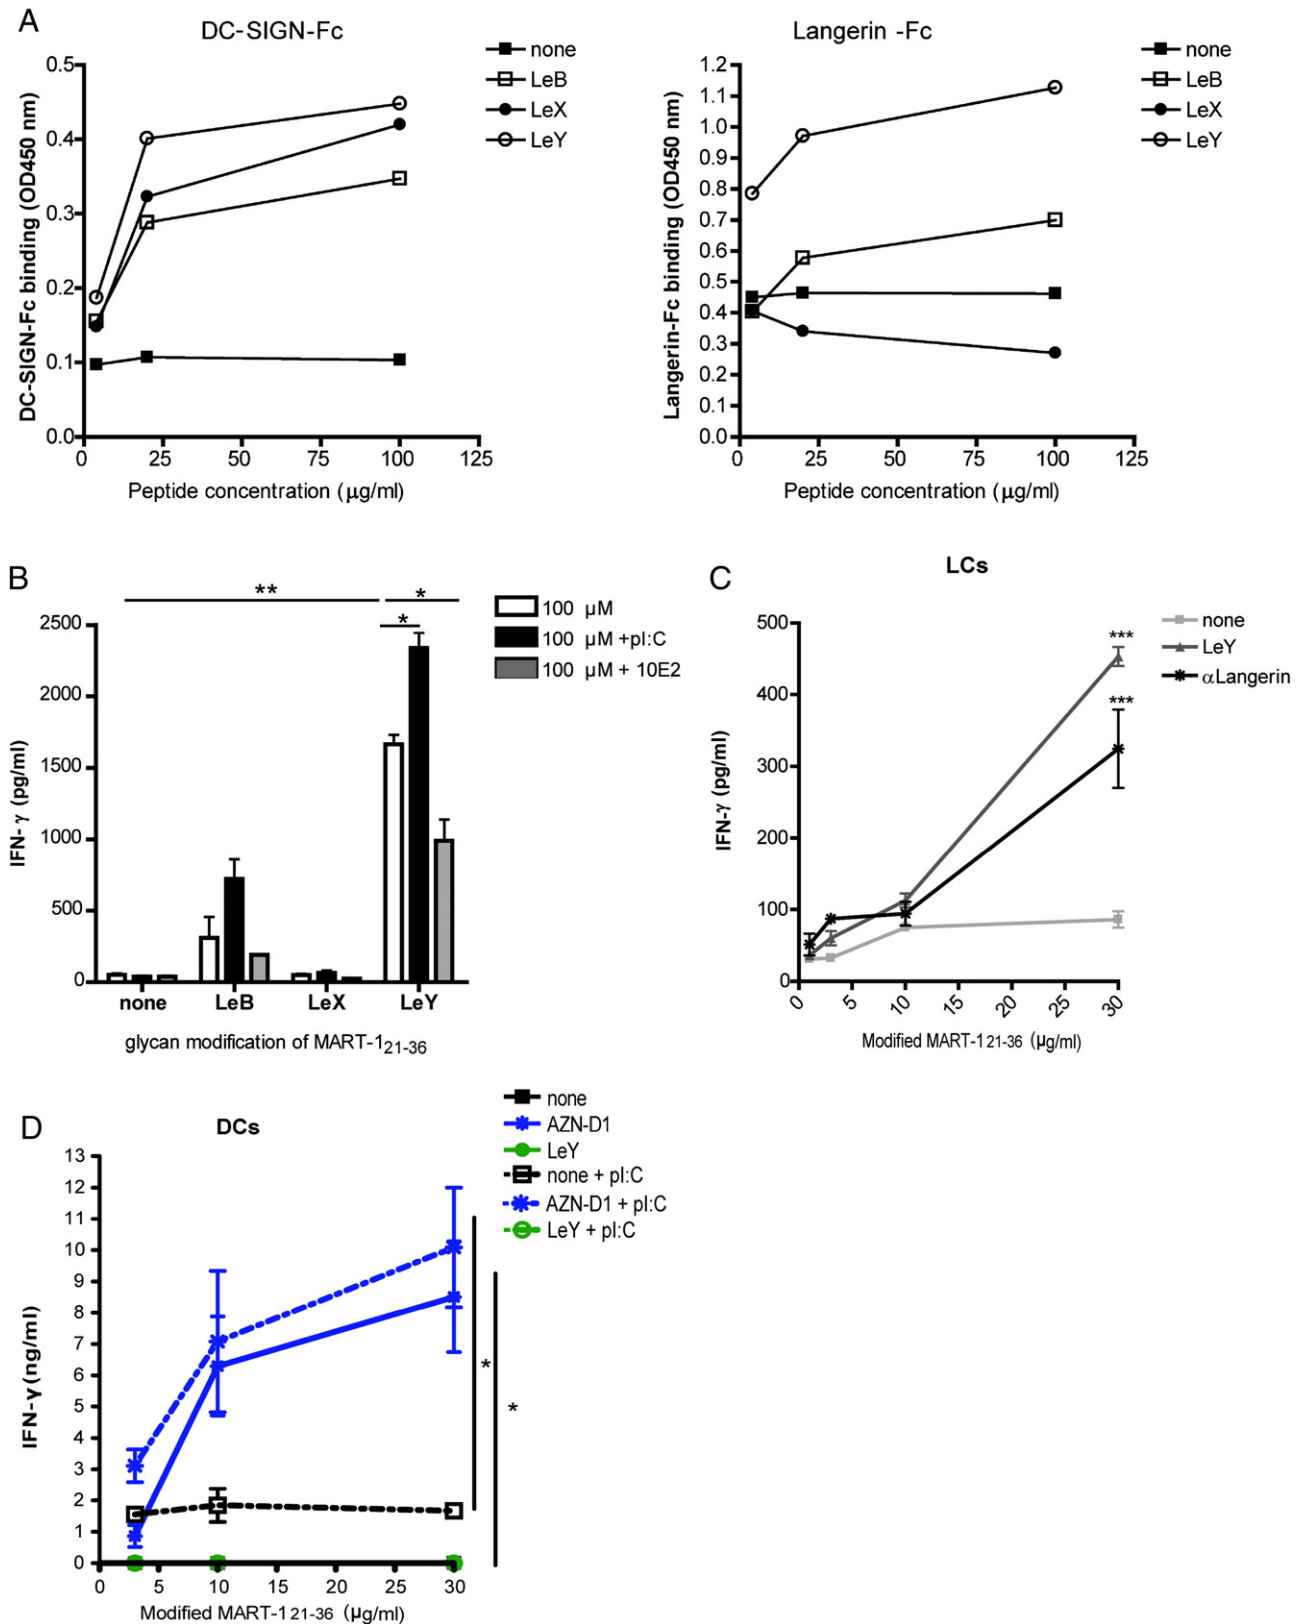 A
DC-SIGN-Fc
none
LeB
LeX
LeY
0.5
0.4
0.3
0.2
0.1
0.0
DC-SIGN-Fc binding (OD450 nm)
0 25 50 75 100 125
Peptide concentration (µg/ml)
Langerin -Fc
none
LeB
LeX
LeY
1.2
1.1
1.0
0.9
0.8
0.7
0.6
0.5
0.4
0.3
0.2
0.1
0.0
Langerin-Fc binding (OD450 nm)
0 25 50 75 100 125
Peptide concentration (µg/ml)
B
** *
*
100 µM
100 µM +pI:C
100 µM + 10E2
2500
2000
1500
1000
500
0
IFN-γ (pg/ml)
none LeB LeX LeY
glycan modification of MART-121-36
C
LCs
none
LeY
αLangerin
***
***
500
400
300
200
100
0
IFN-γ (pg/ml)
0 5 10 15 20 25 30
Modified MART-1 21-36 (µg/ml)
D
DCs
none
AZN-D1
LeY
none + pI:C
AZN-D1 + pI:C
LeY + pI:C
13
12
11
10
9
8
7
6
5
4
3
2
1
0
IFN-γ (ng/ml)
*
*
0 5 10 15 20 25 30
Modified MART-1 21-36 (µg/ml)